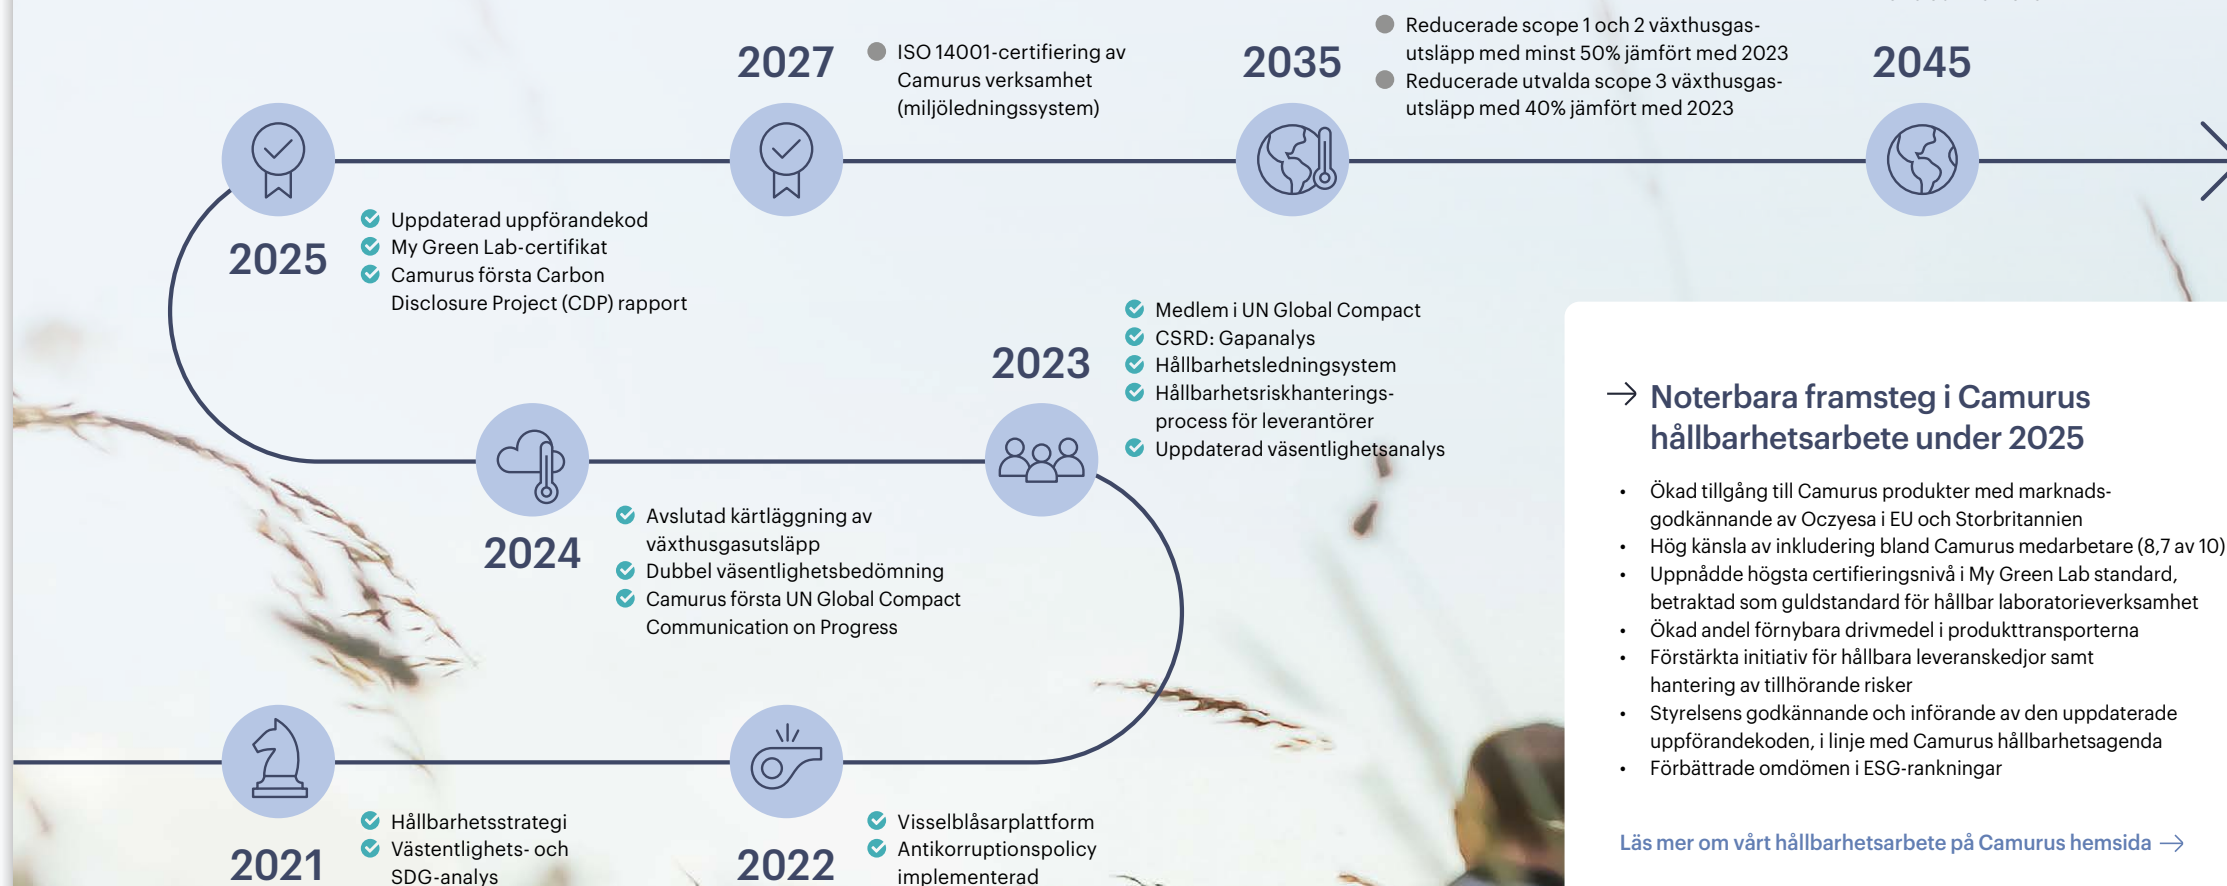 2027
ISO 14001-certifiering av
Camurus verksamhet
(miljöledningssystem)
2035
Reducerade scope 1 och 2 växthusgas-
utsläpp med minst 50% jämfört med 2023
Reducerade utvalda scope 3 växthusgas-
utsläpp med 40% jämfört med 2023
2045
2025
Uppdaterad uppförandekod
My Green Lab-certifikat
Camurus första Carbon
Disclosure Project (CDP) rapport
2023
Medlem i UN Global Compact
CSRD: Gapanalys
Hållbarhetsledningsystem
Hållbarhetsriskhanterings-
process för leverantörer
Uppdaterad väsentlighetsanalys
2024
Avslutad kärtläggning av
växthusgasutsläpp
Dubbel väsentlighetsbedömning
Camurus första UN Global Compact
Communication on Progress
2021
Hållbarhetsstrategi
Västentlighets- och
SDG-analys
2022
Visselblåsarplattform
Antikorruptionspolicy
implementerad
Noterbara framsteg i Camurus
hållbarhetsarbete under 2025
• Ökad tillgång till Camurus produkter med marknads-
godkännande av Oczyesa i EU och Storbritannien
• Hög känsla av inkludering bland Camurus medarbetare (8,7 av 10)
• Uppnådde högsta certifieringsnivå i My Green Lab standard,
betraktad som guldstandard för hållbar laboratorieverksamhet
• Ökad andel förnybara drivmedel i produkttransporterna
• Förstärkta initiativ för hållbara leveranskedjor samt
hantering av tillhörande risker
• Styrelsens godkännande och införande av den uppdaterade
uppförandekoden, i linje med Camurus hållbarhetsagenda
• Förbättrade omdömen i ESG-rankningar
Läs mer om vårt hållbarhetsarbete på Camurus hemsida →